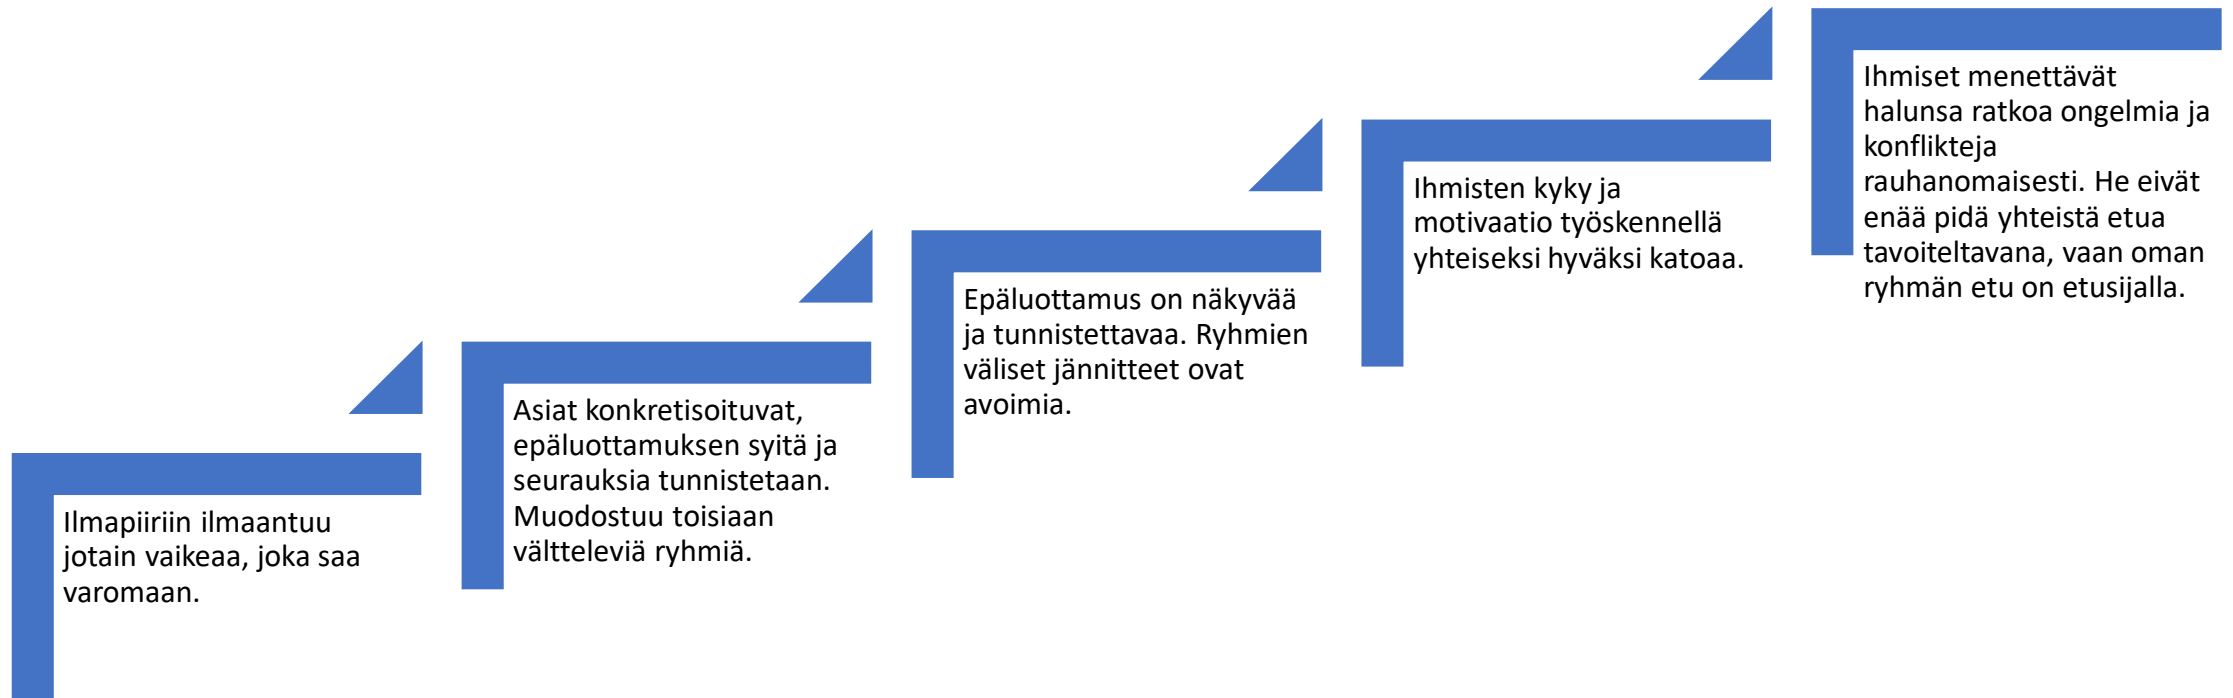 Ilmapiiriin ilmaantuu
jotain vaikeaa, joka saa
varomaan.
Asiat konkretisoituvat,
epäluottamuksen syitä ja
seurauksia tunnistetaan.
Muodostuu toisiaan
vältteleviä ryhmiä.
Epäluottamus on näkyvää
ja tunnistettavaa. Ryhmien
väliset jännitteet ovat
avoimia.
Ihmisten kyky ja
motivaatio työskennellä
yhteiseksi hyväksi katoaa.
Ihmiset menettävät
halunsa ratkoa ongelmia ja
konflikteja
rauhanomaisesti. He eivät
enää pidä yhteistä etua
tavoiteltavana, vaan oman
ryhmän etu on etusijalla.